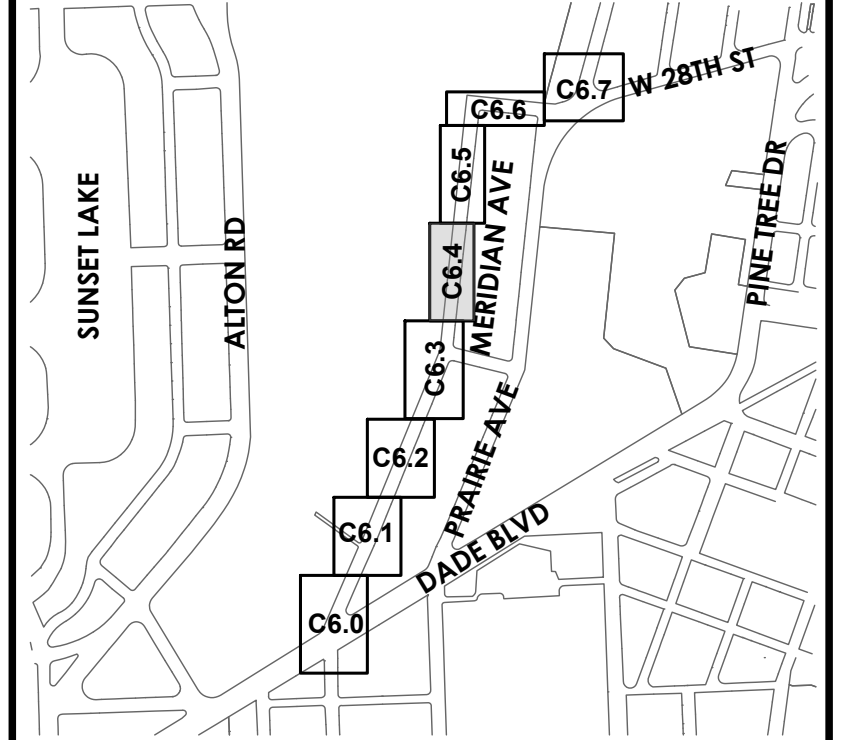 C6.7
W 28TH ST
C6.6
C6.5
MERIDIAN AVE
PINE TREE DR
SUNSET LAKE
ALTON RD
C6.4
C6.3
PRAIRIE AVE
C6.2
C6.1
DADE BLVD
C6.0